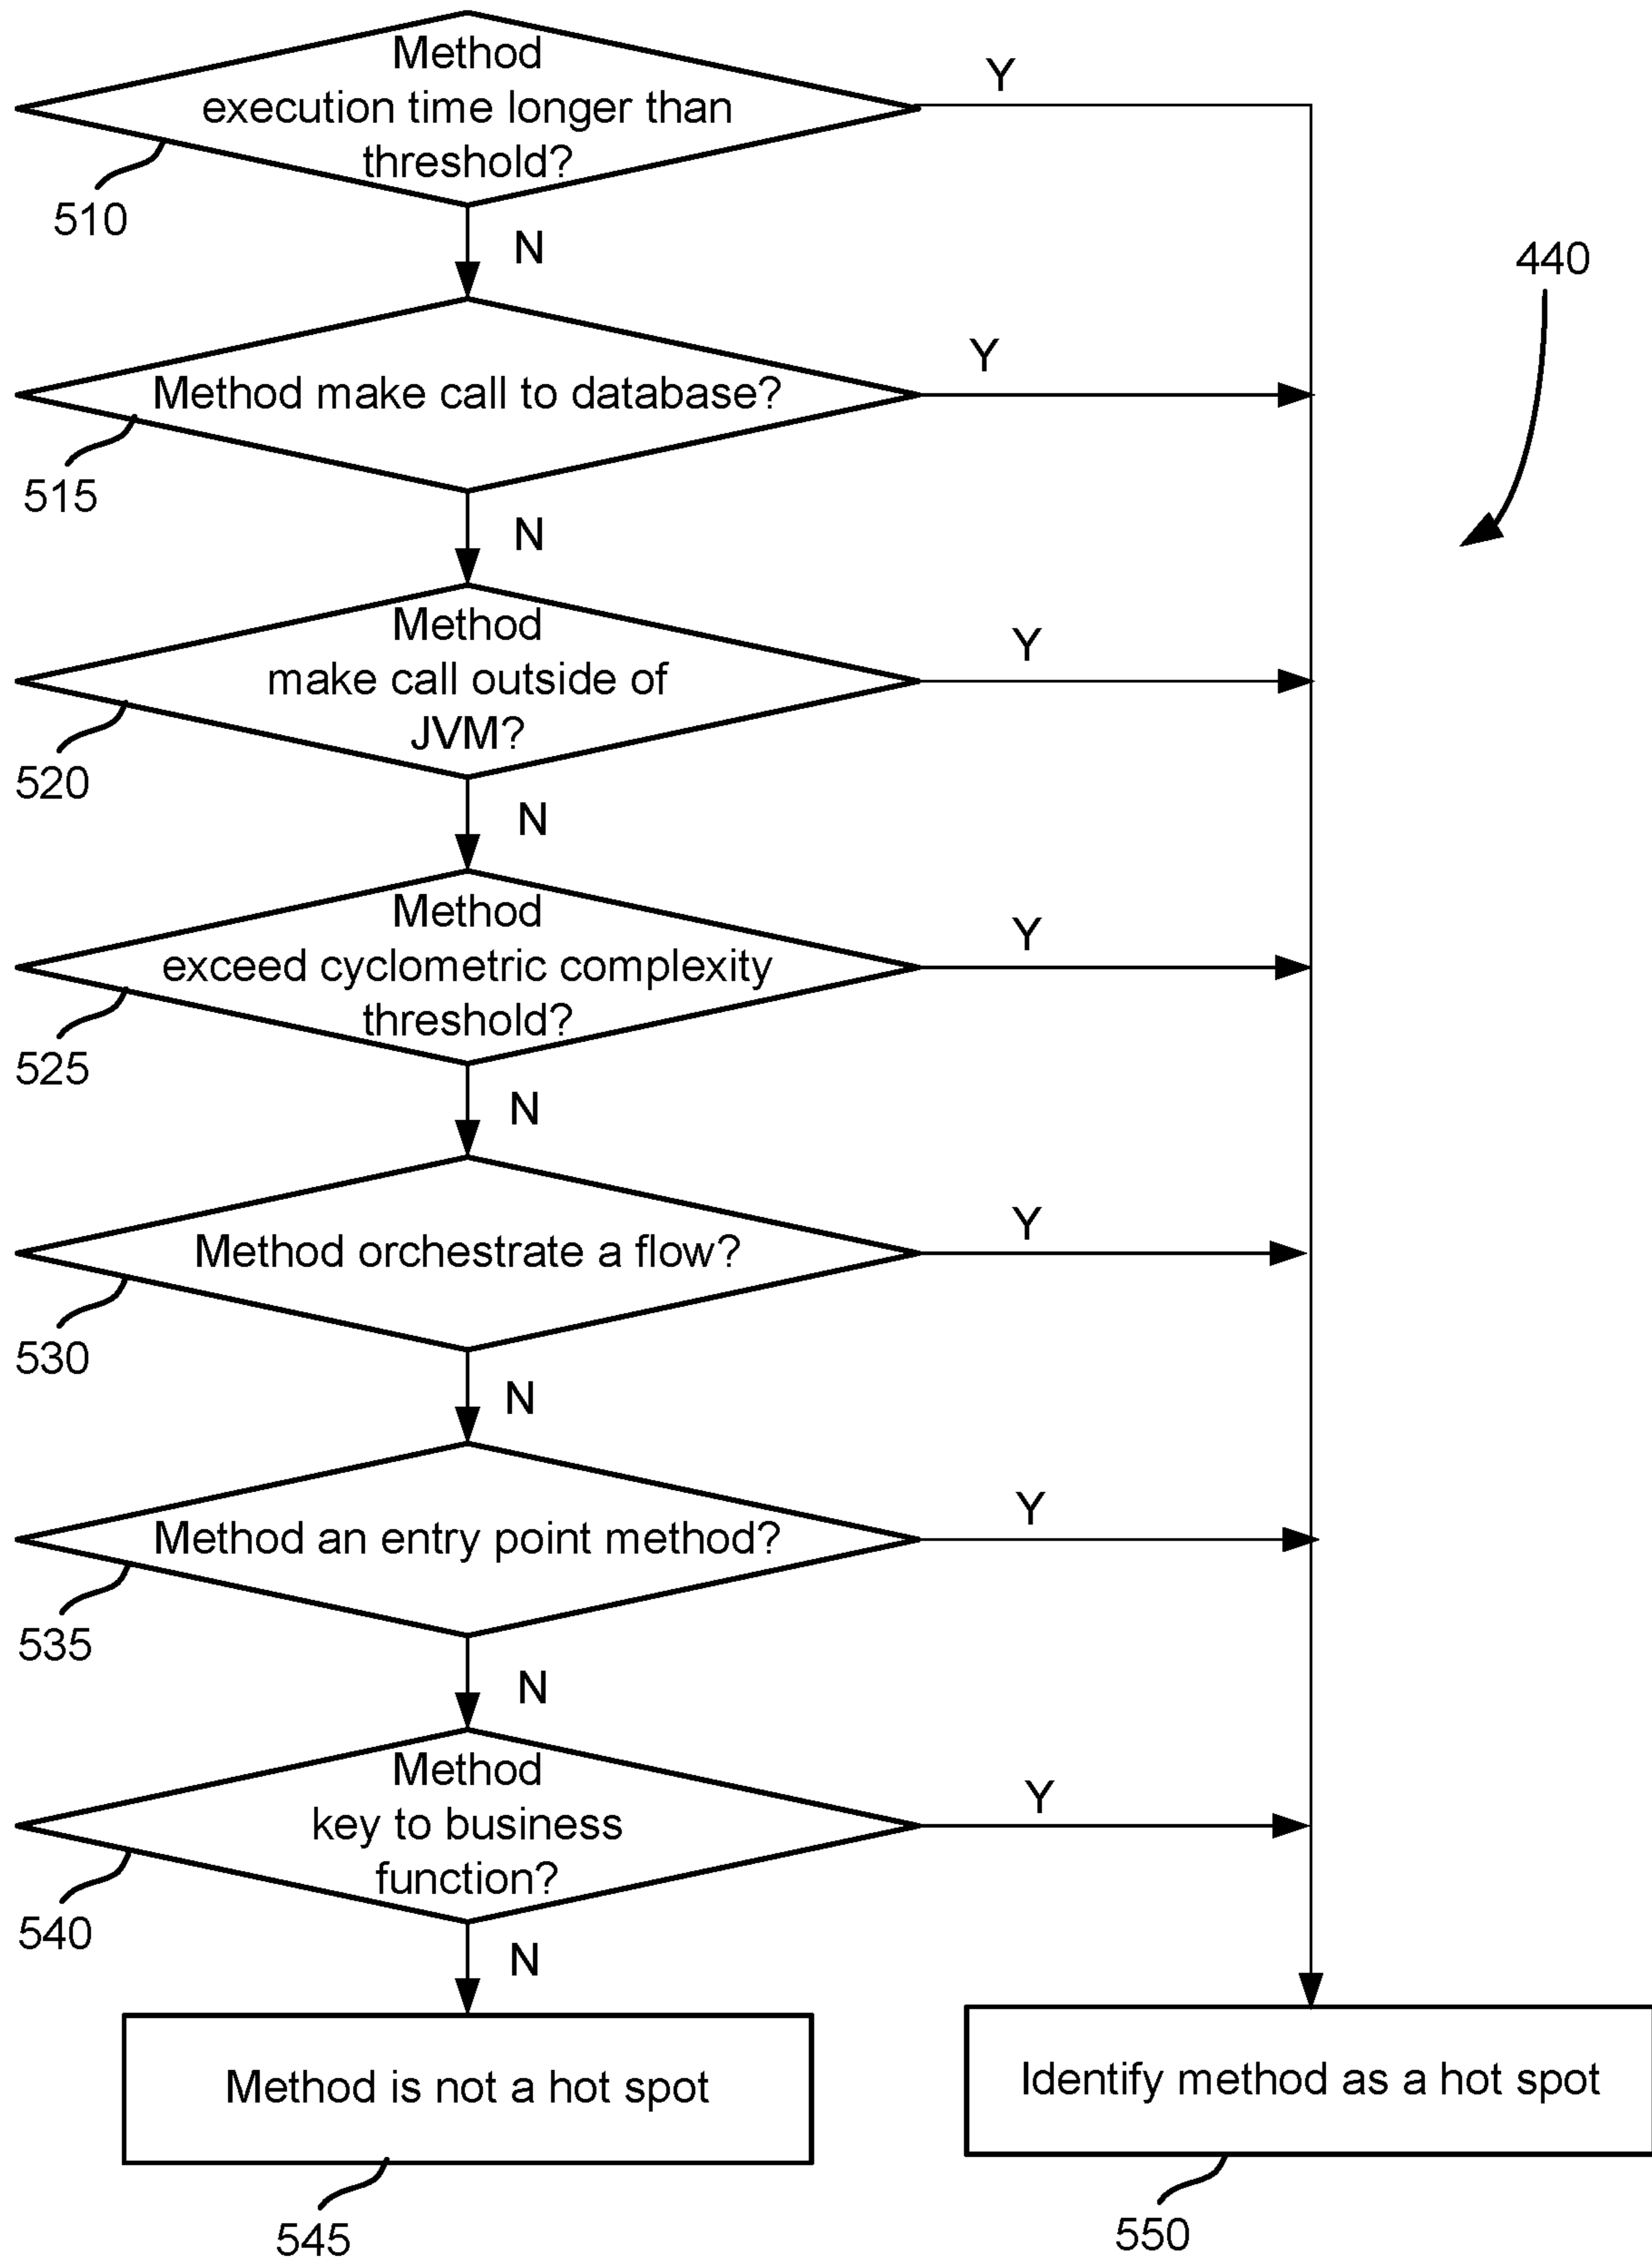 Method
execution time longer than
threshold?
Y
510
N
440
Method make call to database?
Y
515
N
Method
make call outside of
JVM?
Y
520
N
Method
exceed cyclometric complexity
threshold?
Y
525
N
Method orchestrate a flow?
Y
530
N
Method an entry point method?
Y
535
N
Method
key to business
function?
Y
540
N
Method is not a hot spot
Identify method as a hot spot
545
550